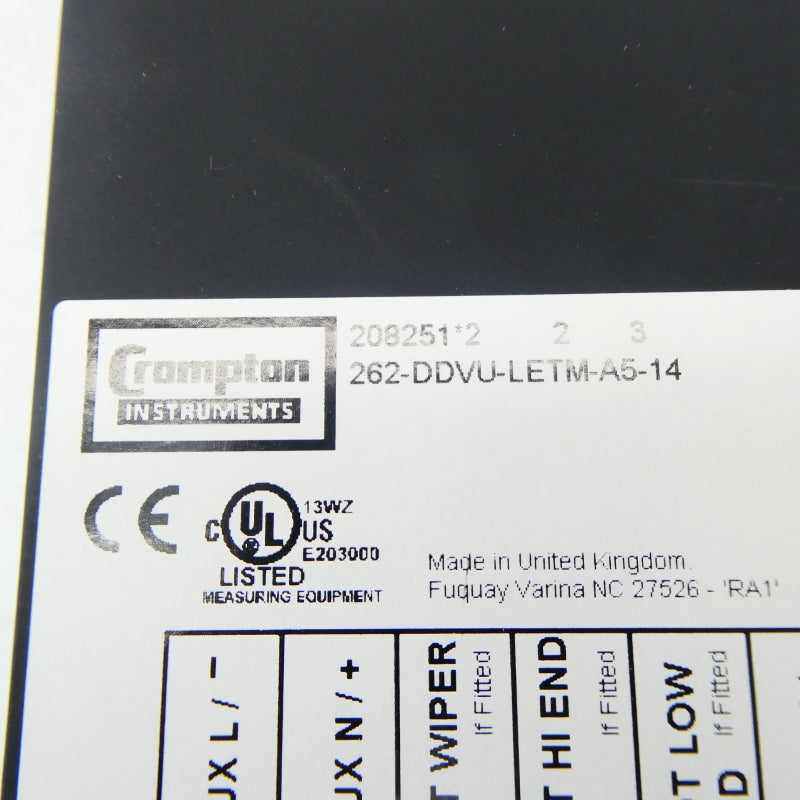 Crompton
INSTRUMENTS
208251*2 2 3
262-DDVU-LETM-A5-14
CE
C UL US
®
13WZ
E203000
LISTED
MEASURING EQUIPMENT
Made in United Kingdom.
Fuquay Varina NC 27526 - 'RA1'
UX L / -
UX N / +
T WIPER
If Fitted
T HI END
If Fitted
T LOW
D
If Fitted